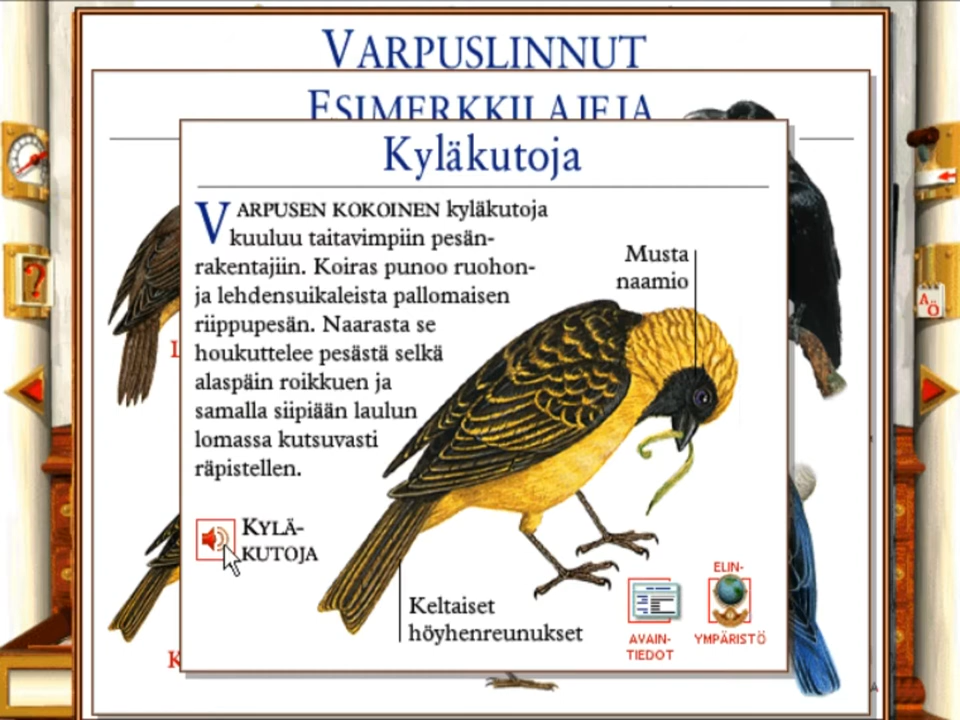 VARPUSLINNUT
ESIMERKKILAJEJA
Kyläkutoja
VARPUSEN KOKOINEN kyläkutoja
kuuluu taitavimpiin pesän-
rakentajiin. Koiras punoo ruohon-
ja lehdensuikaleista pallomaisen
riippupesän. Naarasta se
houkuttelee pesästä selkä
alaspäin roikkuen ja
samalla siipiään laulun
lomassa kutsuvasti
räpistellen.
Musta
naamio
KYLÄ-
KUTOJA
Keltaiset
höyhenreunukset
AVAIN-
TIEDOT
ELIN-
YMPÄRISTÖ
?
A
Ö